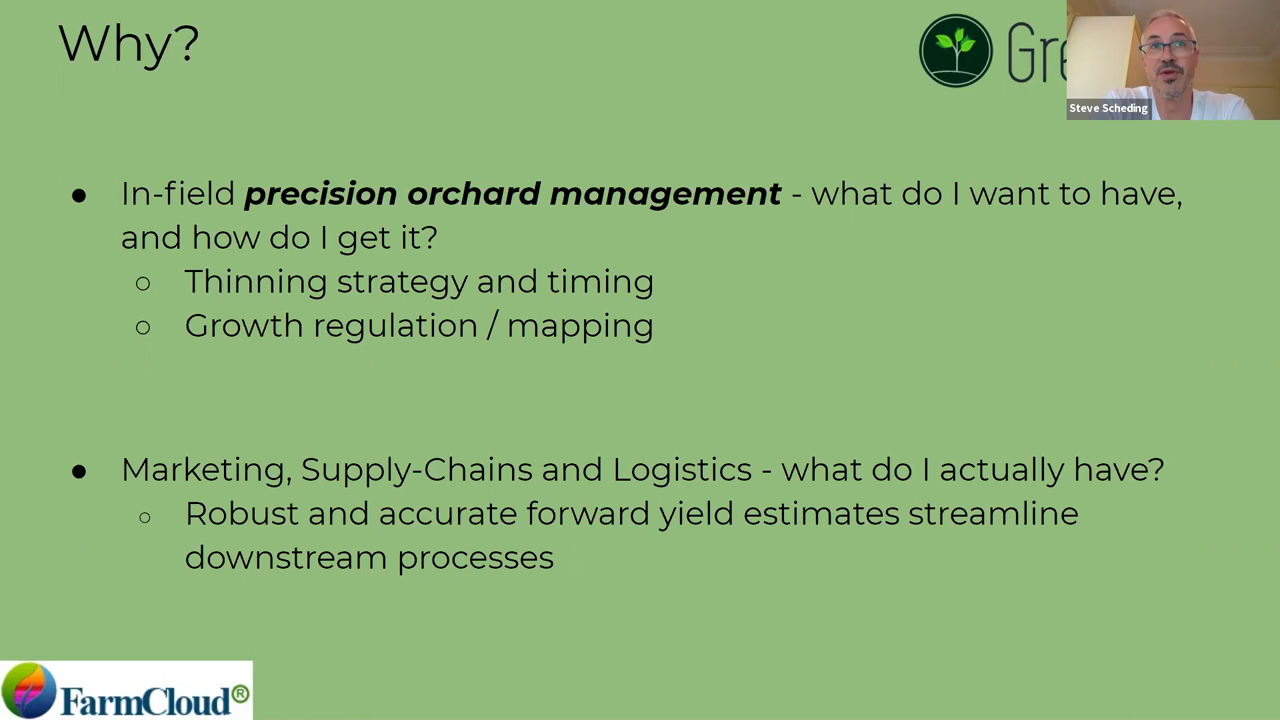 Why?
Gre
Steve Scheding
● In-field precision orchard management - what do I want to have,
and how do I get it?
○ Thinning strategy and timing
○ Growth regulation / mapping
● Marketing, Supply-Chains and Logistics - what do I actually have?
○ Robust and accurate forward yield estimates streamline
downstream processes
FarmCloud®